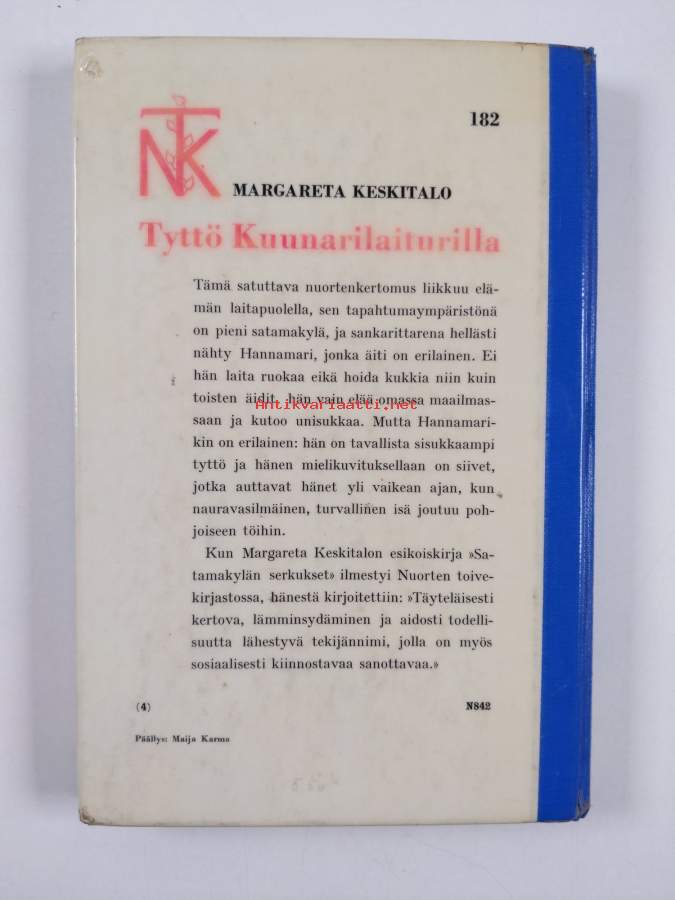 NTK
182
MARGARETA KESKITALO
Tyttö Kuunarilaiturilla
Tämä satuttava nuortenkertomus liikkuu elä-
män laitapuolella, sen tapahtumaympäristönä
on pieni satamakylä, ja sankarittarena hellästi
nähty Hannamari, jonka äiti on erilainen. Ei
hän laita ruokaa eikä hoida kukkia niin kuin
toisten äidit, hän vain elää omassa maailmas-
Antikvariaatti.net
saan ja kutoo unisukkaa. Mutta Hannamari-
kin on erilainen: hän on tavallista sisukkaampi
tyttö ja hänen mielikuvituksellaan on siivet,
jotka auttavat hänet yli vaikean ajan, kun
nauravasilmäinen, turvallinen isä joutuu poh-
joiseen töihin.
Kun Margareta Keskitalon esikoiskirja »Sa-
tamakylän serkukset» ilmestyi Nuorten toive-
kirjastossa, hänestä kirjoitettiin: »Täyteläisesti
kertova, lämminsydäminen ja aidosti todelli-
suutta lähestyvä tekijännimi, jolla on myös
sosiaalisesti kiinnostavaa sanottavaa.»
(4)
N842
Päällys: Maija Karma